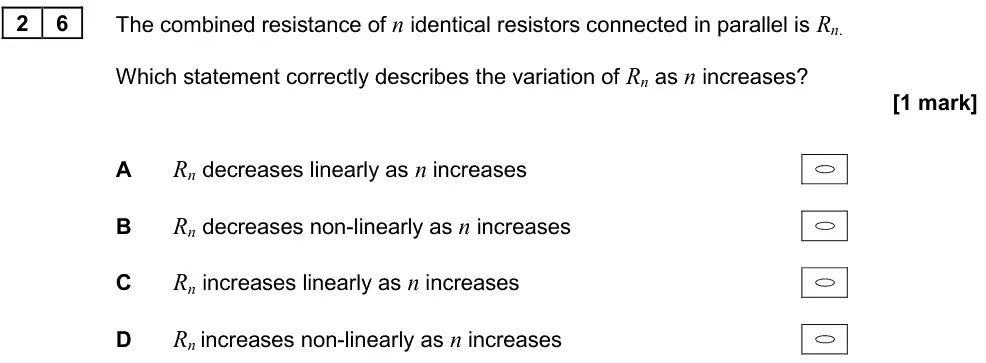 2 6 The combined resistance of n identical resistors connected in parallel is Rn.
Which statement correctly describes the variation of Rn as n increases?
[1 mark]
A Rn decreases linearly as n increases
B Rn decreases non-linearly as n increases
C Rn increases linearly as n increases
D Rn increases non-linearly as n increases